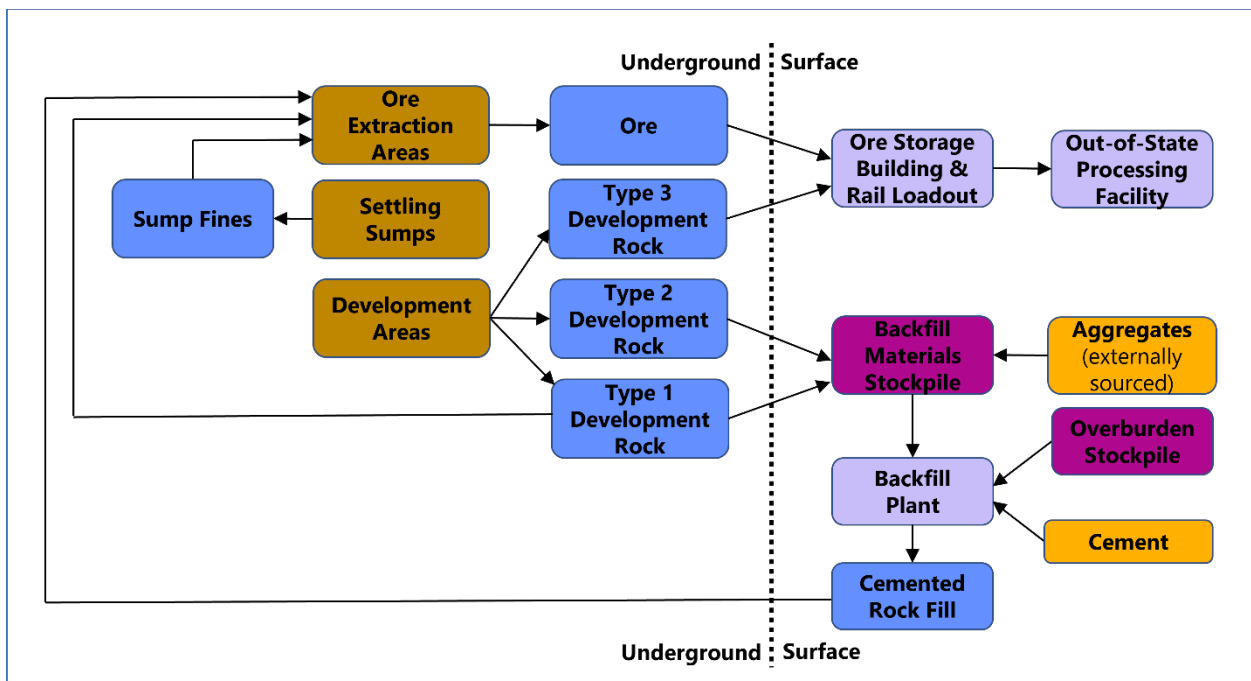 Underground
Surface
Ore
Extraction
Areas
Ore
Ore Storage
Building &
Rail Loadout
Out-of-State
Processing
Facility
Sump Fines
Settling
Sumps
Type 3
Development
Rock
Development
Areas
Type 2
Development
Rock
Backfill
Materials
Stockpile
Aggregates
(externally
sourced)
Type 1
Development
Rock
Overburden
Stockpile
Backfill
Plant
Cement
Cemented
Rock Fill
Underground
Surface